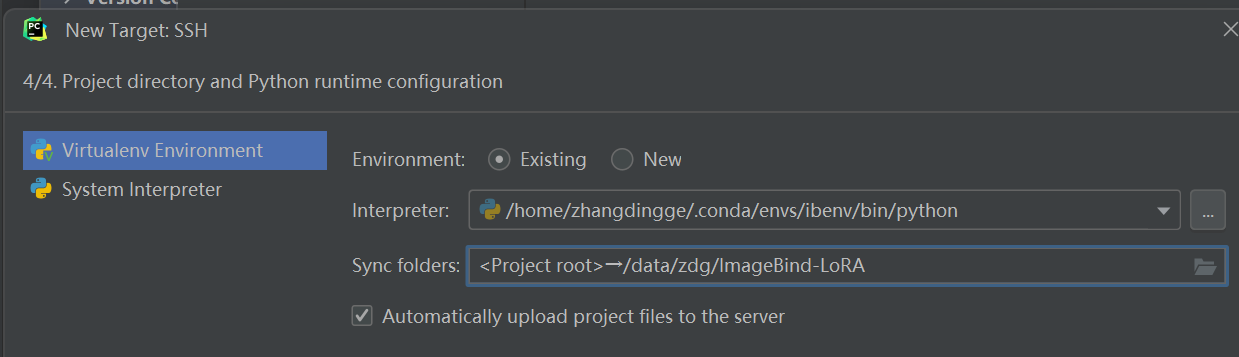 New Target: SSH
4/4. Project directory and Python runtime configuration
Virtualenv Environment
System Interpreter
Environment: Existing New
Interpreter: /home/zhangdingge/.conda/envs/ibenv/bin/python ...
Sync folders: <Project root>→/data/zdg/ImageBind-LoRA
Automatically upload project files to the server